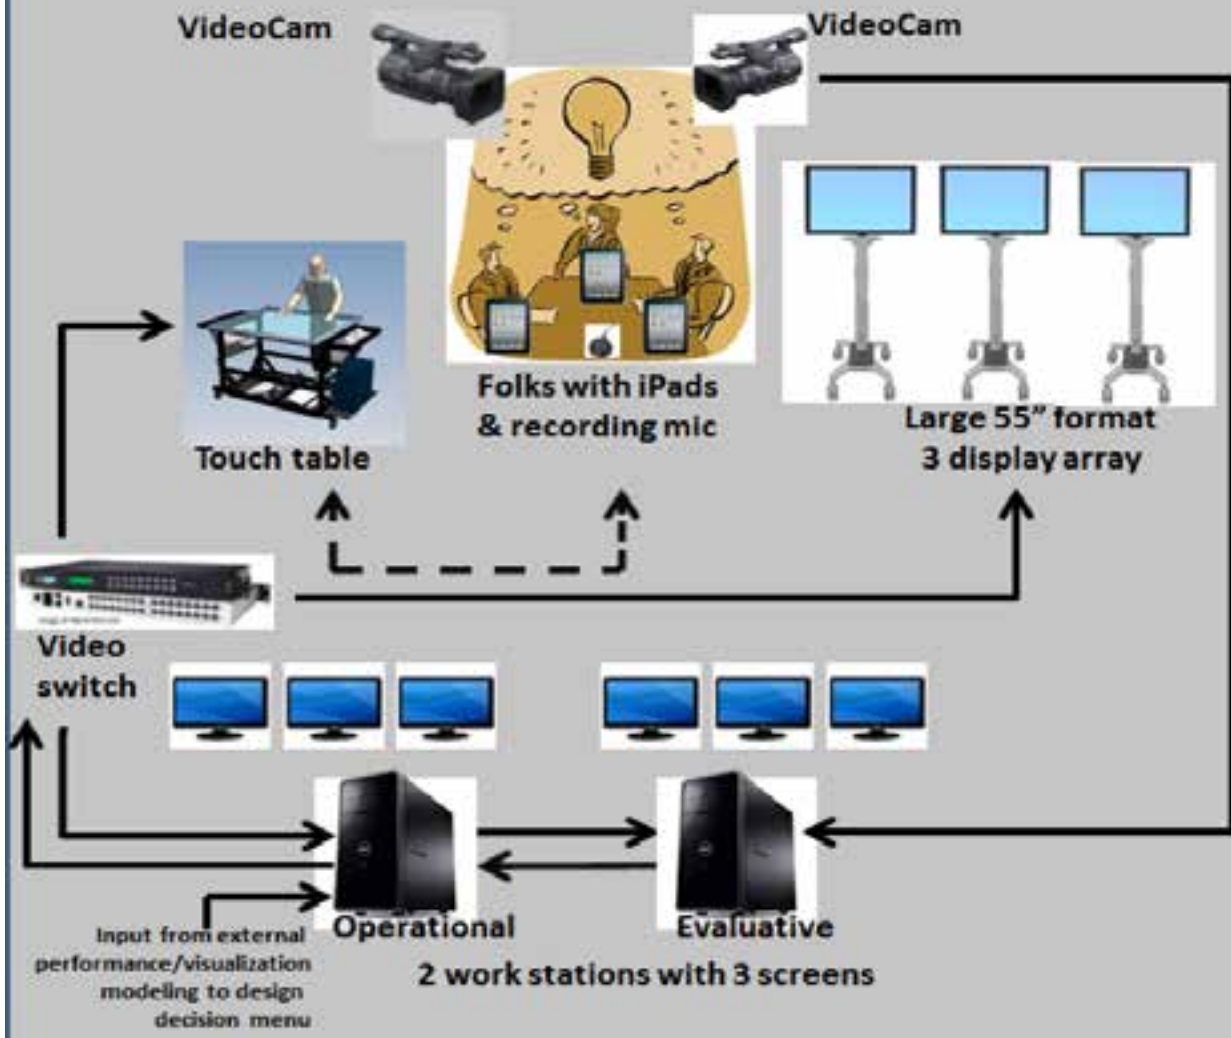 VideoCam
VideoCam
Folks with iPads
& recording mic
Large 55” format
3 display array
Touch table
Video
switch
Operational
Evaluative
Input from external
performance/visualization
modeling to design
decision menu
2 work stations with 3 screens